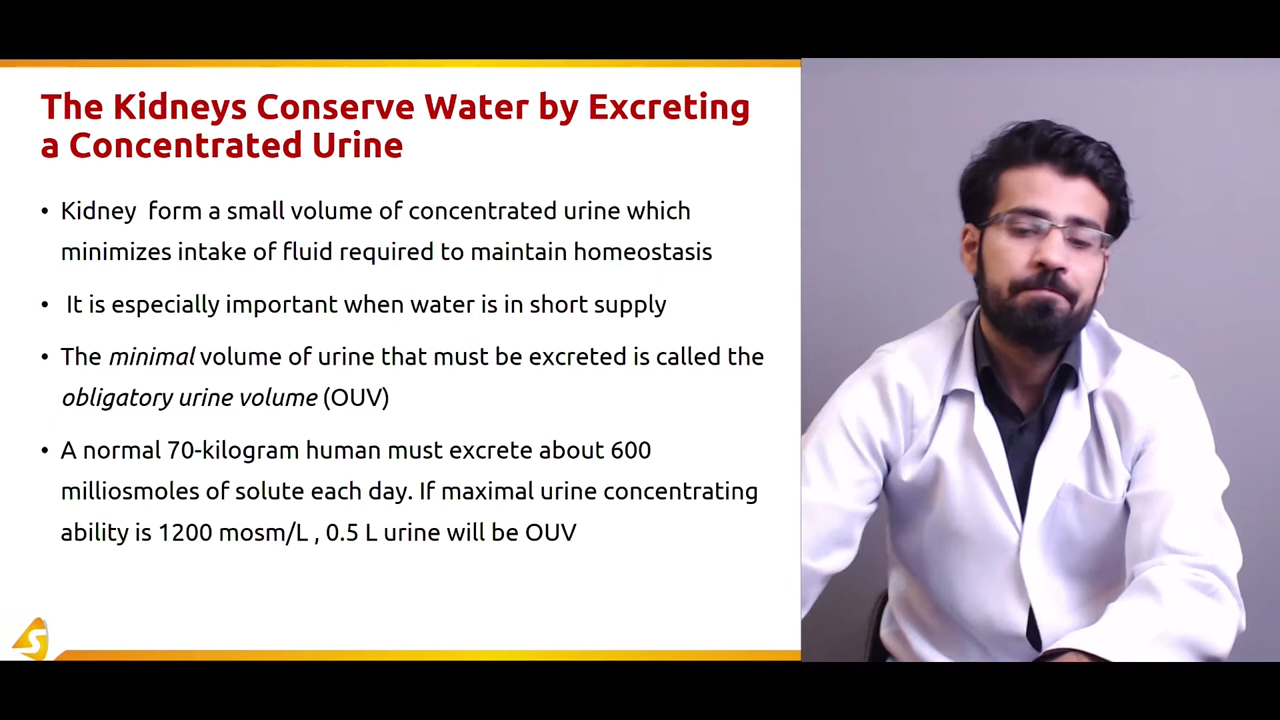 The Kidneys Conserve Water by Excreting
a Concentrated Urine
• Kidney form a small volume of concentrated urine which
minimizes intake of fluid required to maintain homeostasis
• It is especially important when water is in short supply
• The minimal volume of urine that must be excreted is called the
obligatory urine volume (OUV)
• A normal 70-kilogram human must excrete about 600
milliosmoles of solute each day. If maximal urine concentrating
ability is 1200 mosm/L , 0.5 L urine will be OUV
S